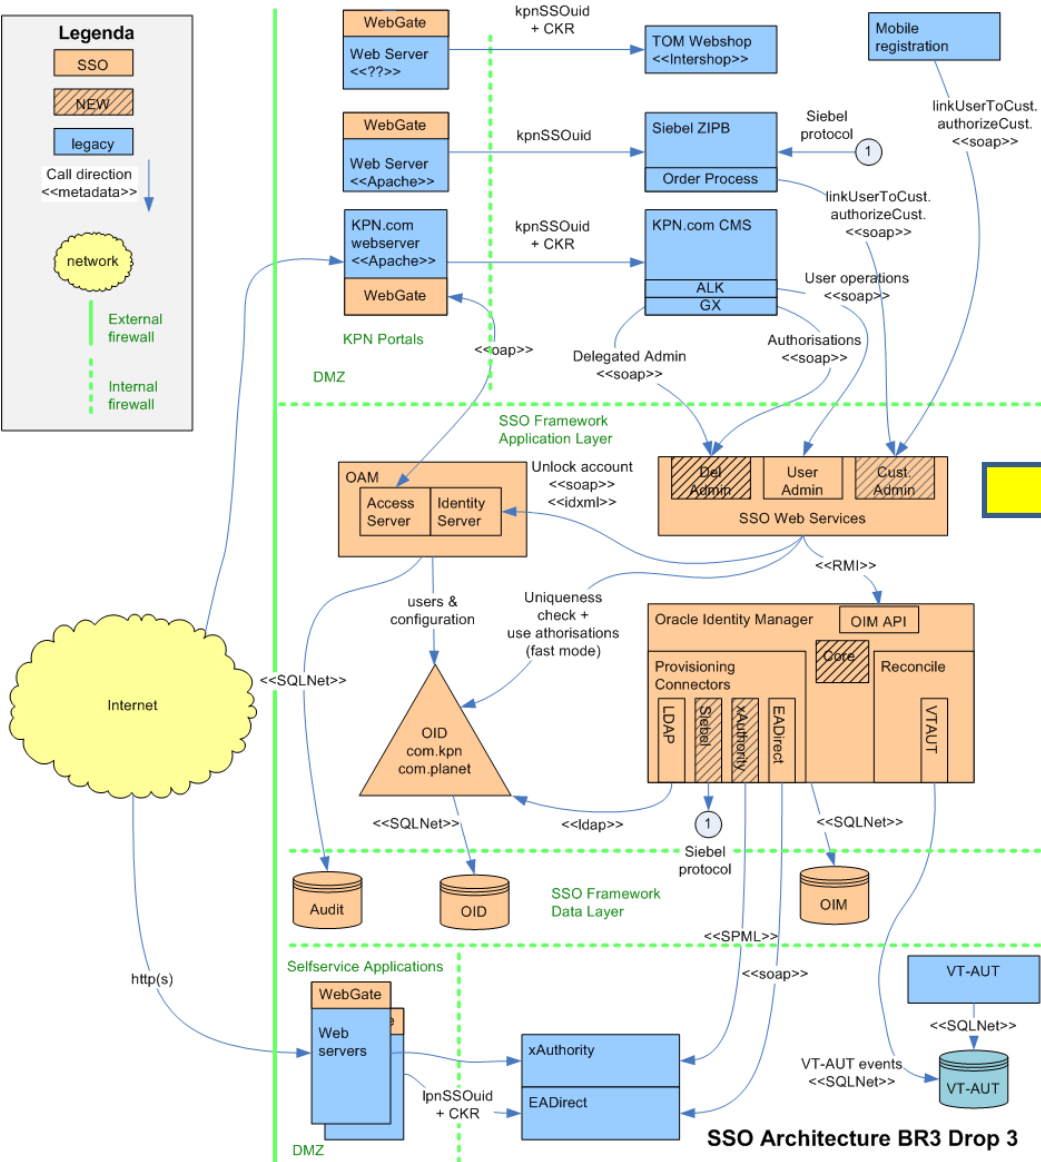 Legenda
SSO
NEW
legacy
Call direction
<<metadata>>
network
External
firewall
Internal
firewall
WebGate
Web Server
<<??>>
kpnSSOuid
+ CKR
TOM Webshop
<<Intershop>>
Mobile
registration
WebGate
Web Server
<<Apache>>
kpnSSOuid
Siebel ZIPB
Order Process
Siebel
protocol
1
linkUserToCust.
authorizeCust.
<<soap>>
KPN.com
webserver
<<Apache>>
WebGate
kpnSSOuid
+ CKR
KPN.com CMS
ALK
GX
linkUserToCust.
authorizeCust.
<<soap>>
User operations
<<soap>>
KPN Portals
<<soap>>
Delegated Admin
<<soap>>
Authorisations
<<soap>>
DMZ
SSO Framework
Application Layer
OAM
Access
Server
Identity
Server
Unlock account
<<soap>>
<<idxml>>
Del
Admin
User
Admin
Cust.
Admin
SSO Web Services
<<RMI>>
users &
configuration
Uniqueness
check +
use athorisations
(fast mode)
Oracle Identity Manager
OIM API
Core
Provisioning
Connectors
LDAP
Siebel
xAuthority
EADirect
Reconcile
VTAUT
Internet
<<SQLNet>>
OID
com.kpn
com.planet
<<SQLNet>>
<<ldap>>
1
Siebel
protocol
<<SQLNet>>
Audit
OID
SSO Framework
Data Layer
OIM
<<SPML>>
<<soap>>
http(s)
Selfservice Applications
WebGate
e
Web
servers
lpnSSOuid
+ CKR
xAuthority
EADirect
VT-AUT
<<SQLNet>>
VT-AUT events
<<SQLNet>>
VT-AUT
DMZ
SSO Architecture BR3 Drop 3